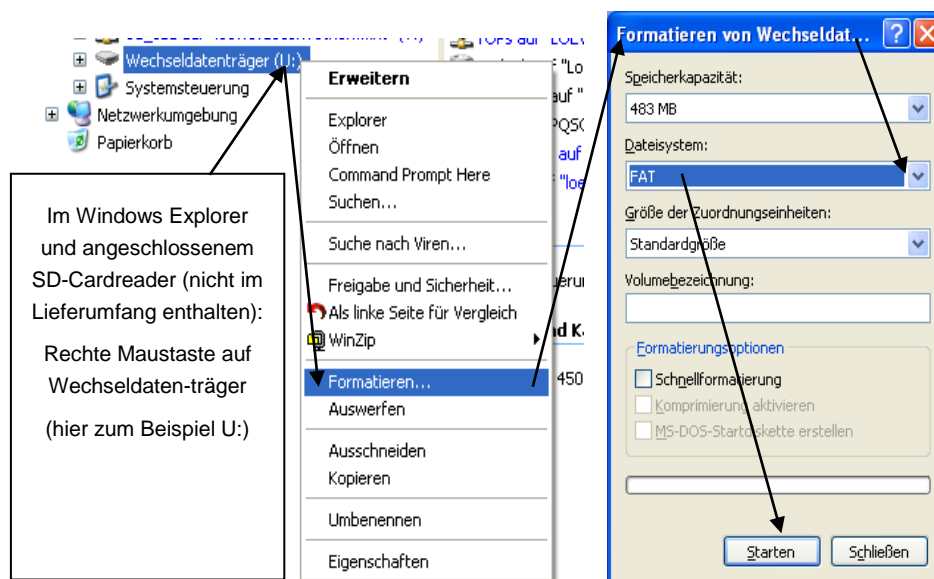 Wechseldatenträger (U:)
Systemsteuerung
Netzwerkumgebung
Papierkorb
Im Windows Explorer
und angeschlossenem
SD-Cardreader (nicht im
Lieferumfang enthalten):
Rechte Maustaste auf
Wechseldaten-träger
(hier zum Beispiel U:)
Erweitern
Explorer
Öffnen
Command Prompt Here
Suchen...
Suche nach Viren...
Freigabe und Sicherheit...
Als linke Seite für Vergleich
WinZip
Formatieren...
Auswerfen
Ausschneiden
Kopieren
Umbenennen
Eigenschaften
auf
450
Formatieren von Wechseldat...
Speicherkapazität:
483 MB
Dateisystem:
FAT
Größe der Zuordnungseinheiten:
Standardgröße
Volumebezeichnung:
Formatierungsoptionen
Schnellformatierung
Komprimierung aktivieren
MS-DOS-Startdiskette erstellen
Starten
Schließen